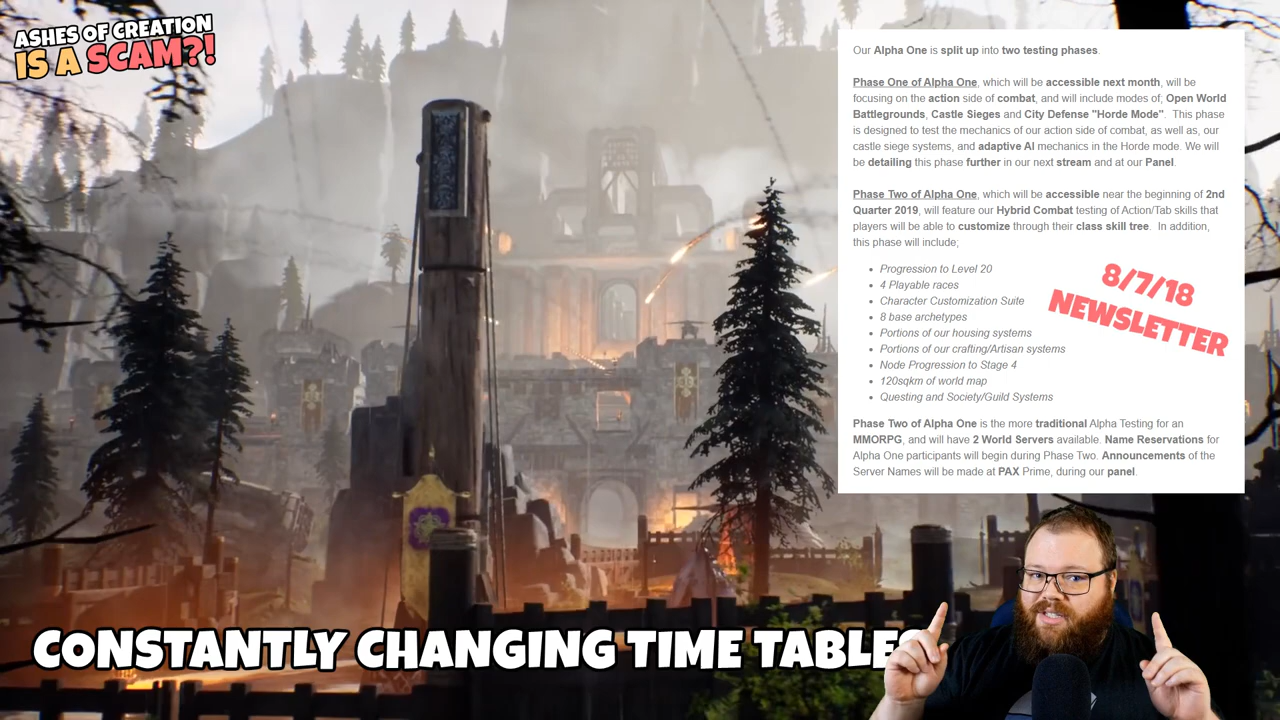 ASHES OF CREATION
IS A SCAM?!
Our Alpha One is split up into two testing phases.
Phase One of Alpha One, which will be accessible next month, will be
focusing on the action side of combat, and will include modes of; Open World
Battlegrounds, Castle Sieges and City Defense "Horde Mode". This phase
is designed to test the mechanics of our action side of combat, as well as, our
castle siege systems, and adaptive AI mechanics in the Horde mode. We will
be detailing this phase further in our next stream and at our Panel.
Phase Two of Alpha One, which will be accessible near the beginning of 2nd
Quarter 2019, will feature our Hybrid Combat testing of Action/Tab skills that
players will be able to customize through their class skill tree. In addition,
this phase will include;
• Progression to Level 20
• 4 Playable races
• Character Customization Suite
• 8 base archetypes
• Portions of our housing systems
• Portions of our crafting/Artisan systems
• Node Progression to Stage 4
• 120sqkm of world map
• Questing and Society/Guild Systems
8/7/18
NEWSLETTER
Phase Two of Alpha One is the more traditional Alpha Testing for an
MMORPG, and will have 2 World Servers available. Name Reservations for
Alpha One participants will begin during Phase Two. Announcements of the
Server Names will be made at PAX Prime, during our panel.
CONSTANTLY CHANGING TIME TABLES